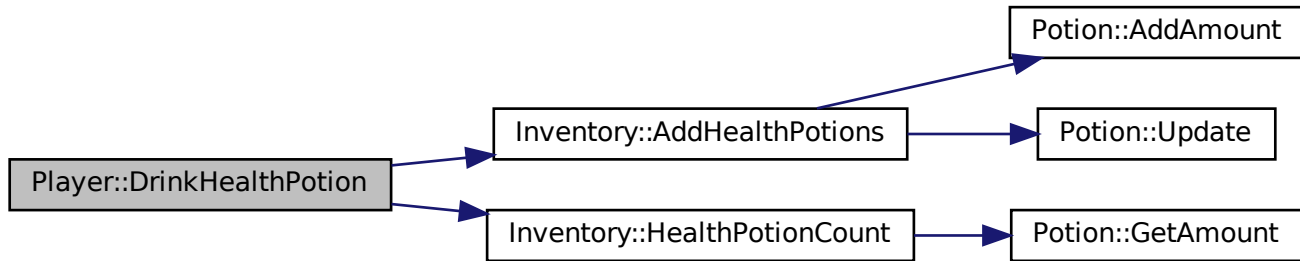 Player::DrinkHealthPotion
Inventory::AddHealthPotions
Potion::AddAmount
Potion::Update
Inventory::HealthPotionCount
Potion::GetAmount